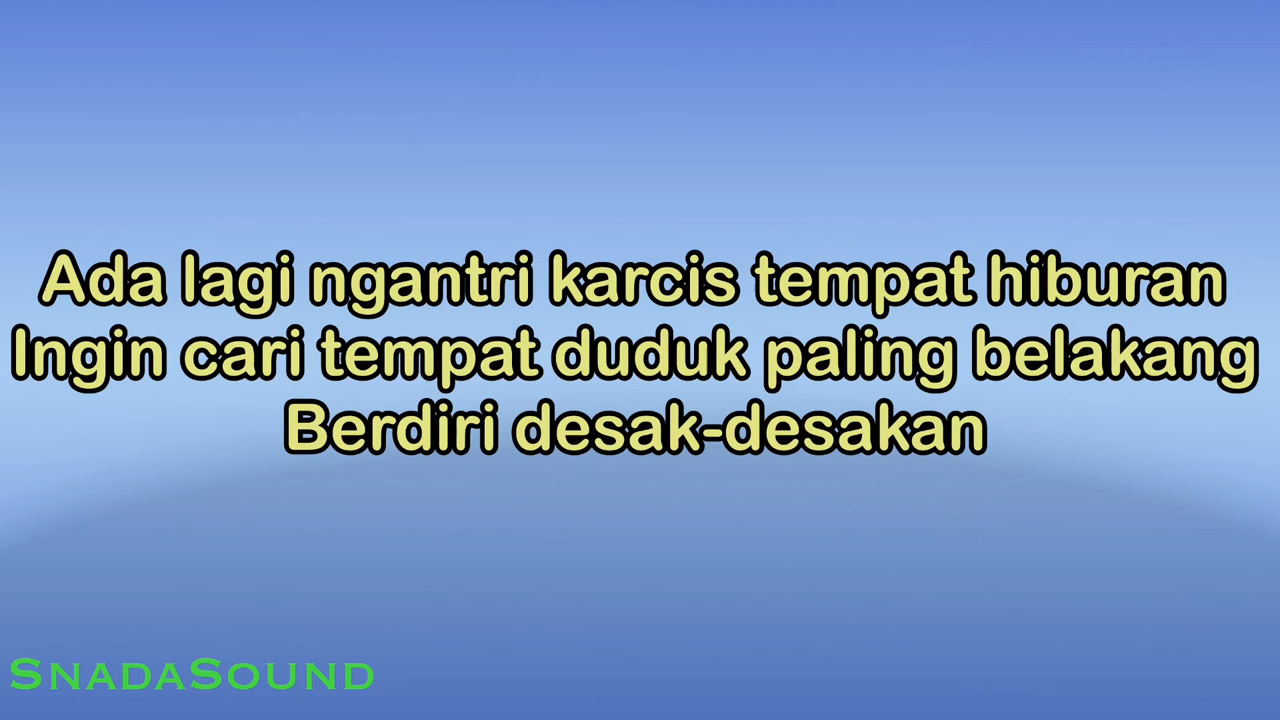 Ada lagi ngantri karcis tempat hiburan
Ingin cari tempat duduk paling belakang
Berdiri desak-desakan
SnadaSound